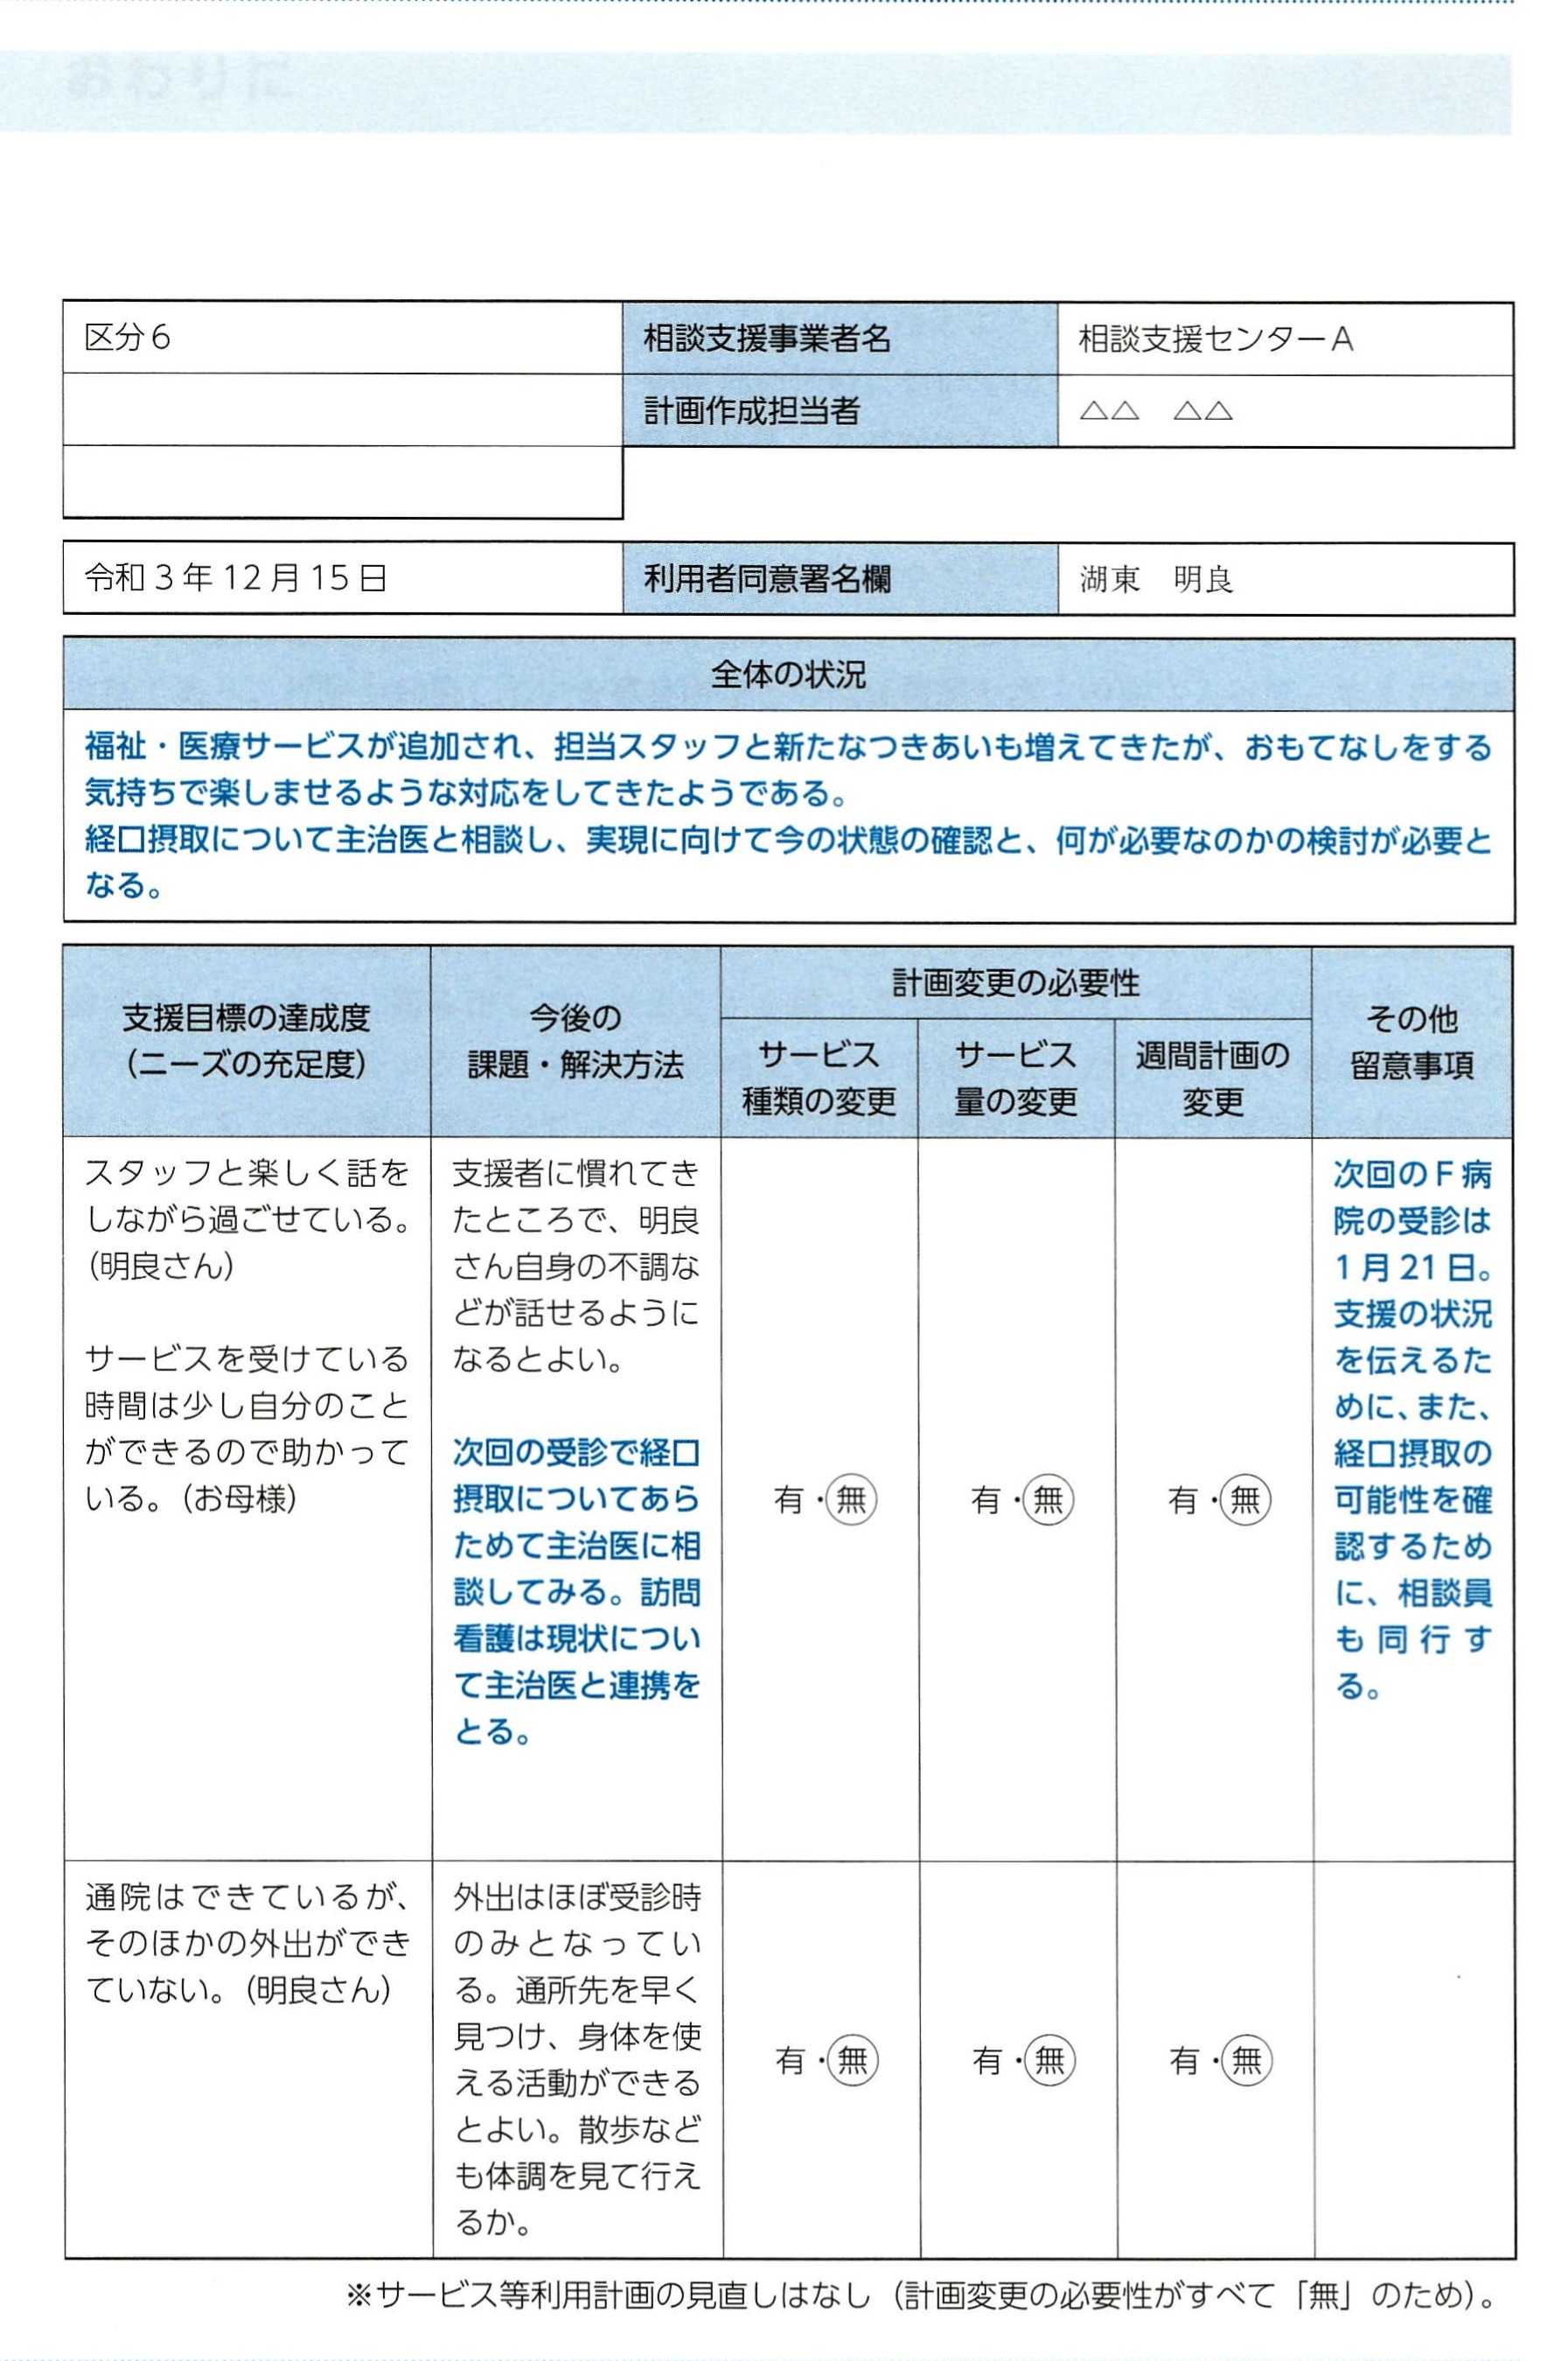 区分6 相談支援事業者名 相談支援センターA
計画作成担当者 △△　△△
令和3年12月15日 利用者同意署名欄 湖東　明良
全体の状況
福祉・医療サービスが追加され、担当スタッフと新たなつきあいも増えてきたが、おもてなしをする
気持ちで楽しませるような対応をしてきたようである。
経口摂取について主治医と相談し、実現に向けて今の状態の確認と、何が必要なのかの検討が必要と
なる。
支援目標の達成度
（ニーズの充足度）
今後の
課題・解決方法
計画変更の必要性
サービス
種類の変更
サービス
量の変更
週間計画の
変更
その他
留意事項
スタッフと楽しく話を
しながら過ごせている。
（明良さん）
サービスを受けている
時間は少し自分のこと
ができるので助かって
いる。（お母様）
支援者に慣れてき
たところで、明良
さん自身の不調な
どが話せるように
なるとよい。
次回の受診で経口
摂取についてあら
ためて主治医に相
談してみる。訪問
看護は現状につい
て主治医と連携を
とる。
有・無
有・無
有・無
次回のF病
院の受診は
1月21日。
支援の状況
を伝えるた
めに、また、
経口摂取の
可能性を確
認するため
に、相談員
も同行す
る。
通院はできているが、
そのほかの外出ができ
ていない。（明良さん）
外出はほぼ受診時
のみとなってい
る。通所先を早く
見つけ、身体を使
える活動ができる
とよい。散歩など
も体調を見て行え
るか。
有・無
有・無
有・無
※サービス等利用計画の見直しはなし（計画変更の必要性がすべて「無」のため）。